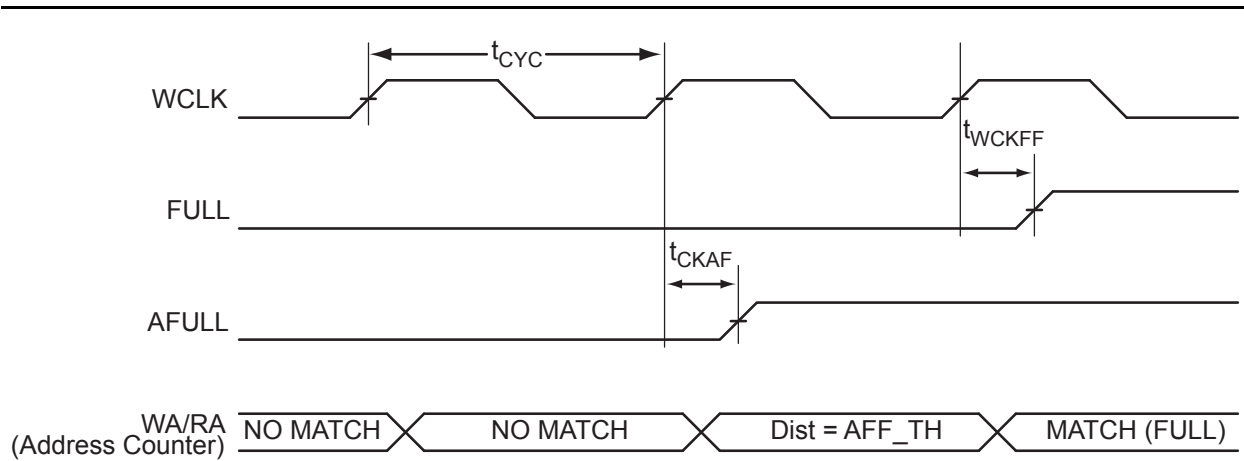 tCYC
WCLK
tWCKFF
FULL
tCKAF
AFULL
WA/RA
(Address Counter)
NO MATCH
NO MATCH
Dist = AFF_TH
MATCH (FULL)